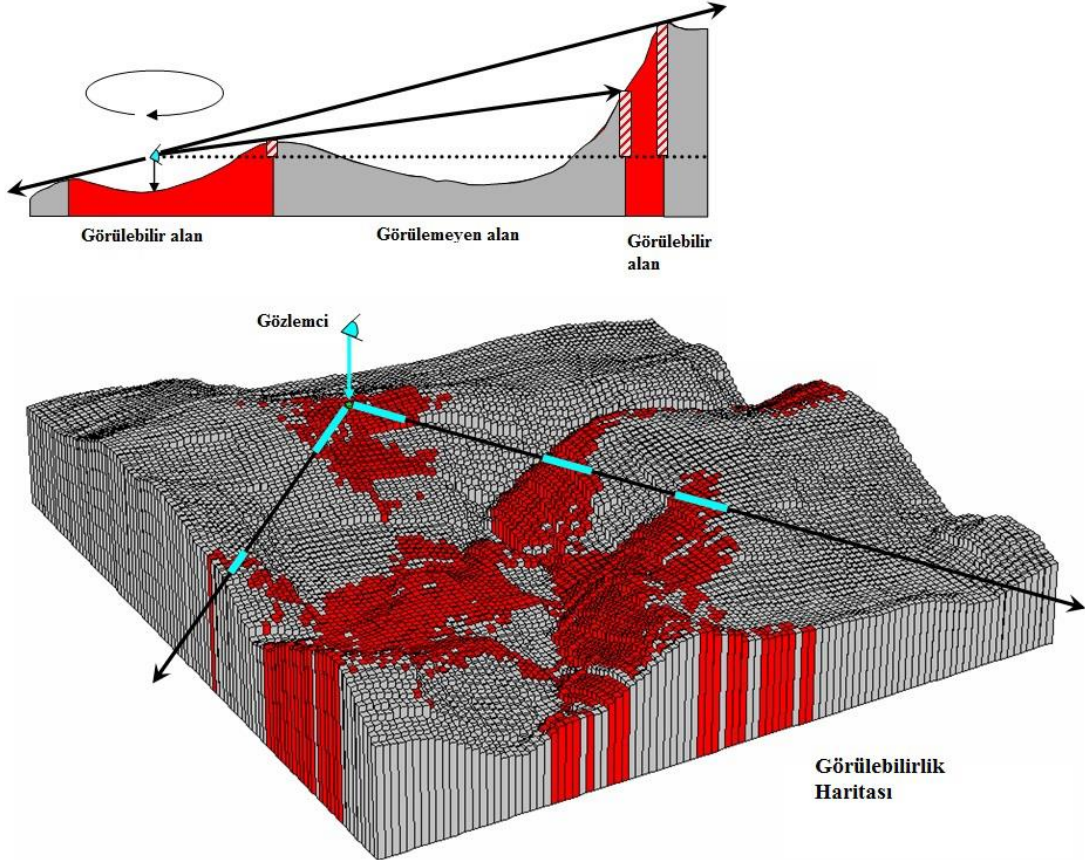 Görülebilir alan
Görülemeyen alan
Görülebilir
alan
Gözlemci
Görülebilirlik
Haritası